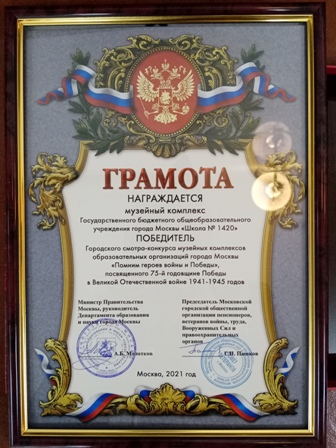 ГРАМОТА
НАГРАЖДАЕТСЯ
музейный комплекс
Государственного бюджетного общеобразовательного
учреждения города Москвы «Школа № 1420»
ПОБЕДИТЕЛЬ
Городского смотра-конкурса музейных комплексов
образовательных организаций города Москвы
«Помним героев войны и Победы»,
посвященного 75-й годовщине Победы
в Великой Отечественной войне 1941-1945 годов
Министр Правительства
Москвы, руководитель
Департамента образования
и науки города Москвы
А.Б. Молотков
Председатель Московской
городской общественной
организации пенсионеров,
ветеранов войны, труда,
Вооруженных Сил и
правоохранительных
органов
Г.И. Пашков
Москва, 2021 год